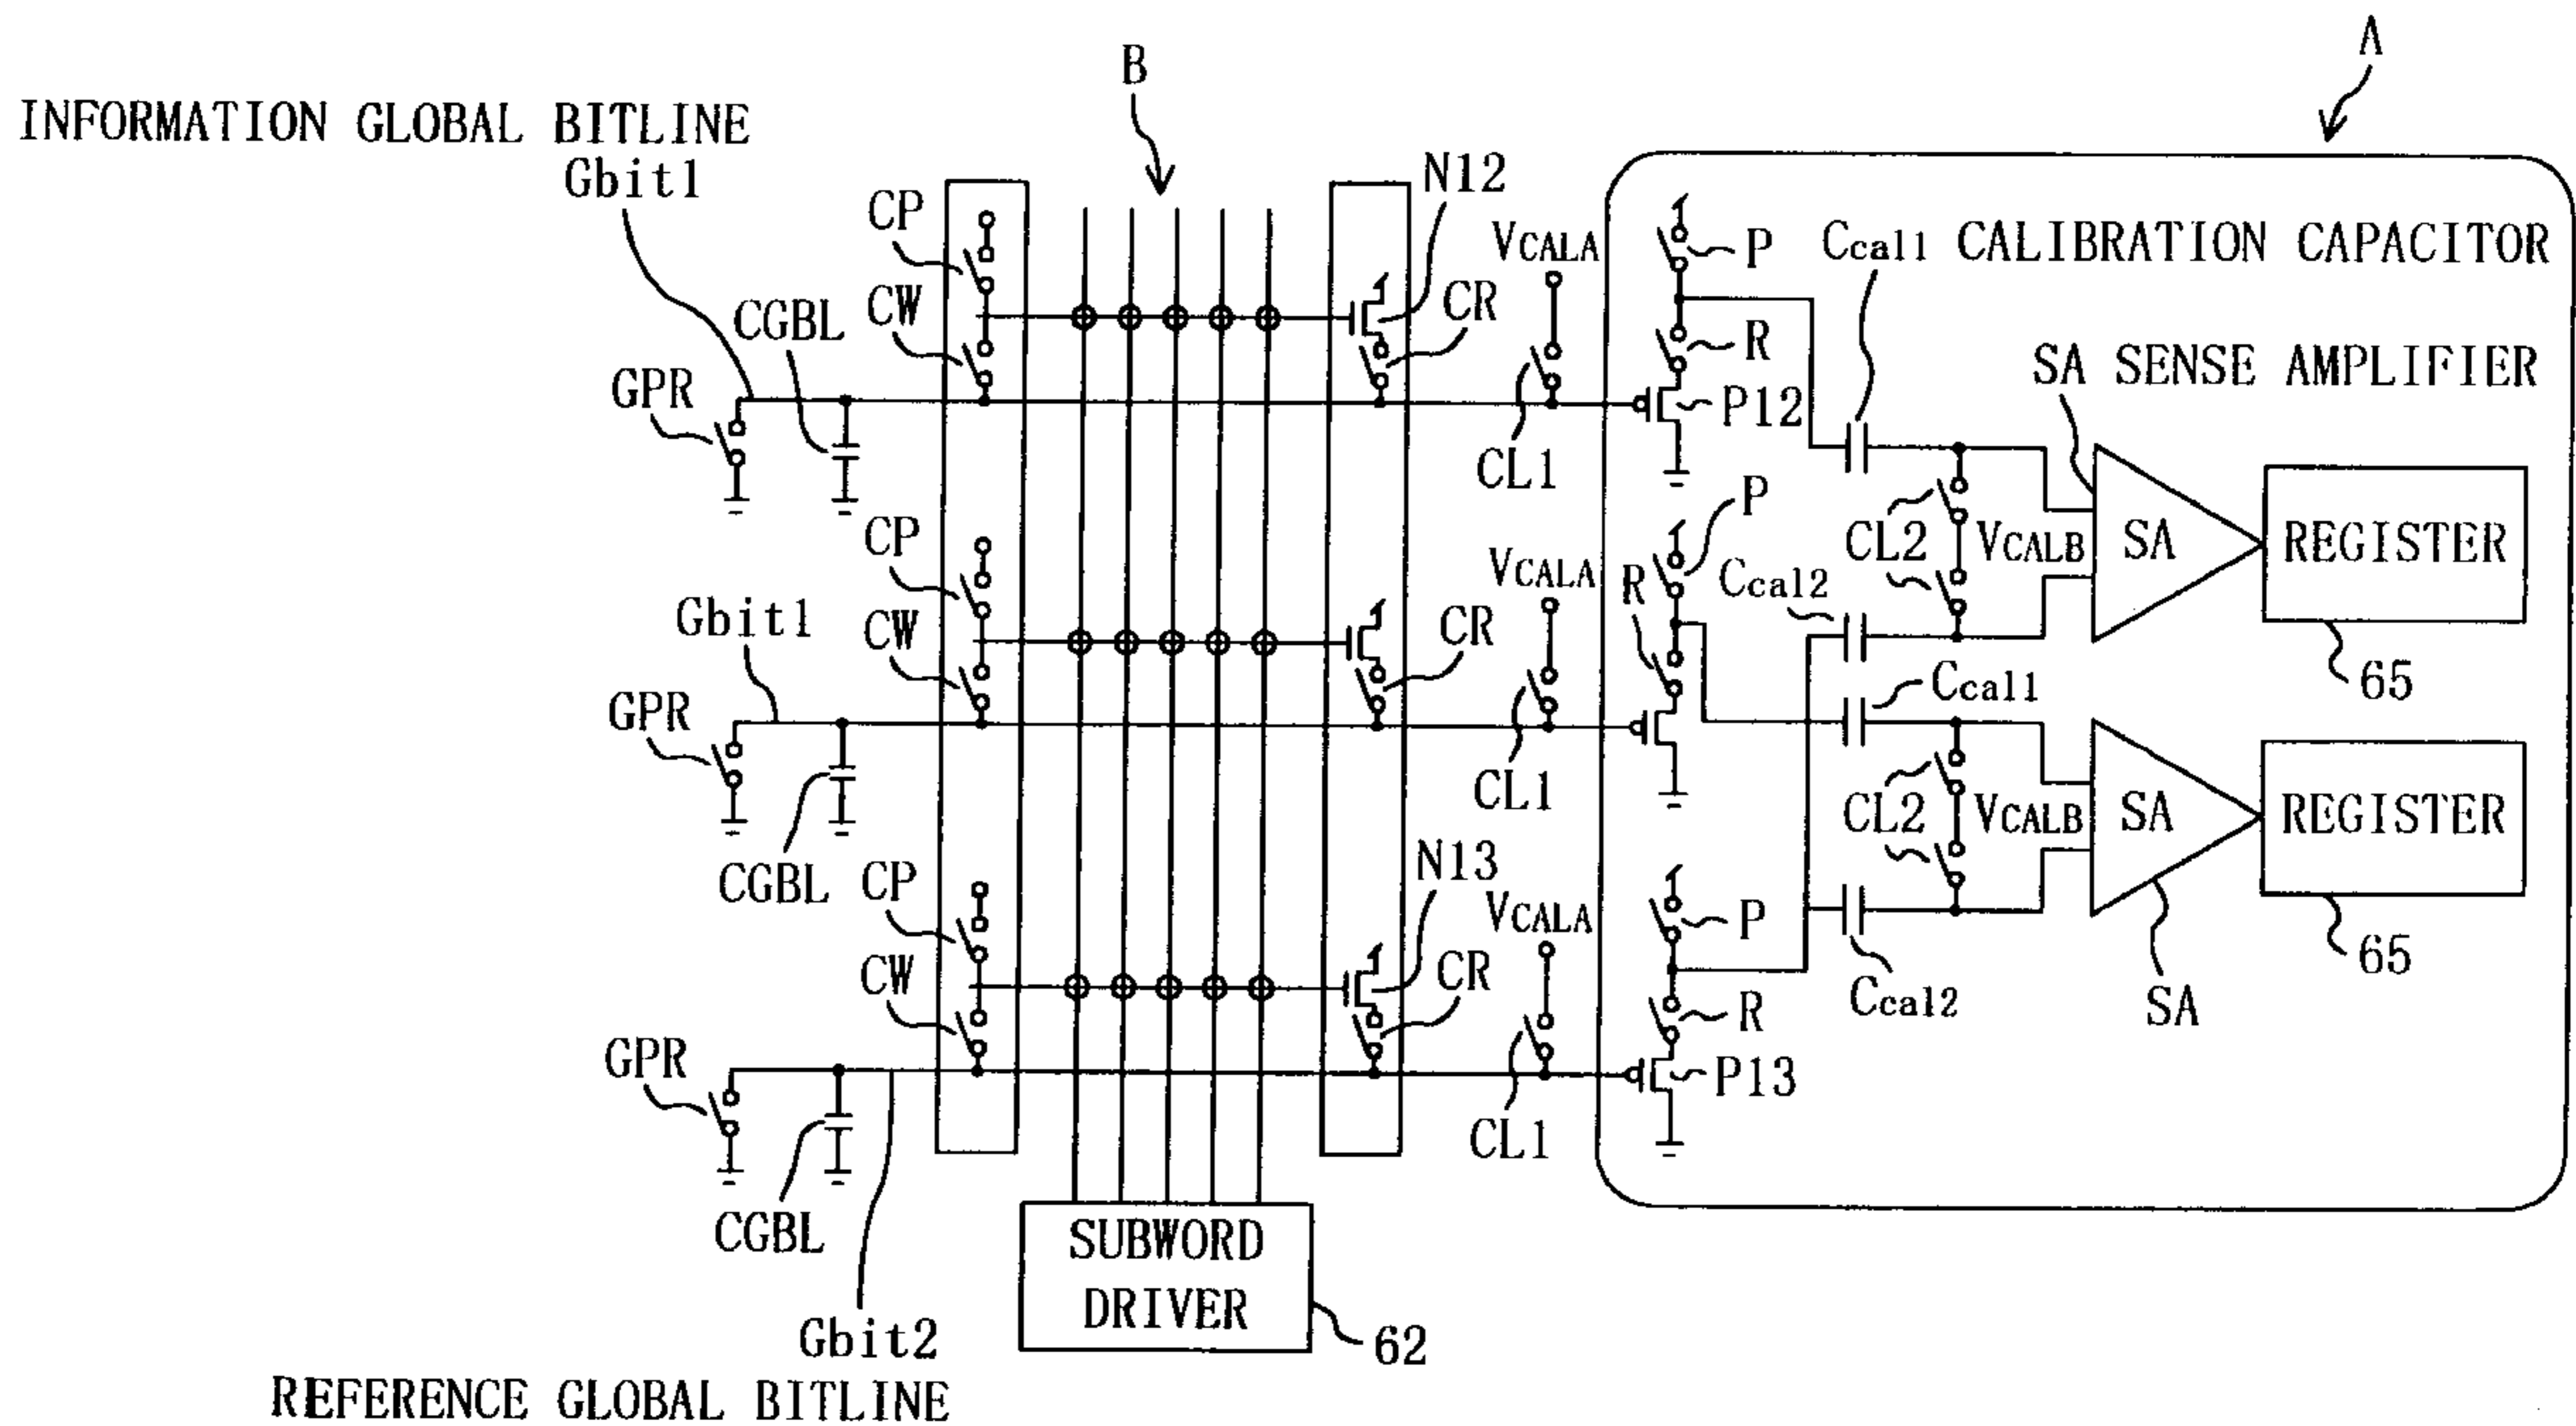 A
B
INFORMATION GLOBAL BITLINE
Gbit1
N12
CP
VCALA
P
Ccal1 CALIBRATION CAPACITOR
CGBL
CW
CR
R
SA SENSE AMPLIFIER
GPR
P12
CL1
P
CL2
VCALB
SA
REGISTER
CP
VCALA
R
Ccal2
Gbit1
CW
CR
Ccal1
65
GPR
CL1
CL2
VCALB
SA
REGISTER
CGBL
CP
N13
VCALA
P
65
CW
CR
R
Ccal2
SA
GPR
P13
CL1
CGBL
SUBWORD
DRIVER
Gbit2
62
REFERENCE GLOBAL BITLINE